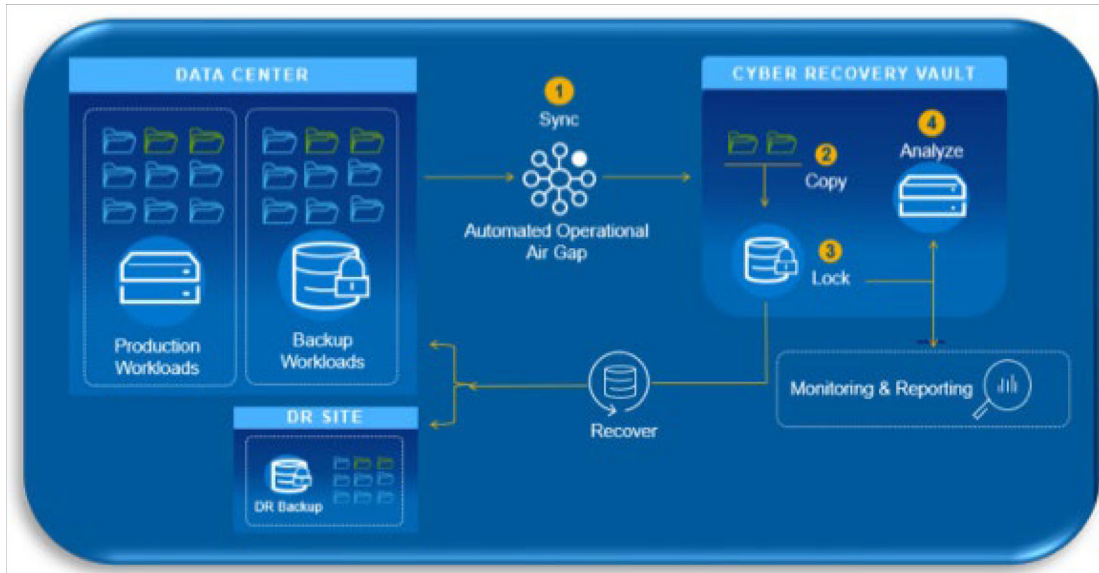 DATA CENTER
Production
Workloads
Backup
Workloads
1
Sync
Automated Operational
Air Gap
CYBER RECOVERY VAULT
2
Copy
3
Lock
4
Analyze
Monitoring & Reporting
Recover
DR SITE
DR Backup